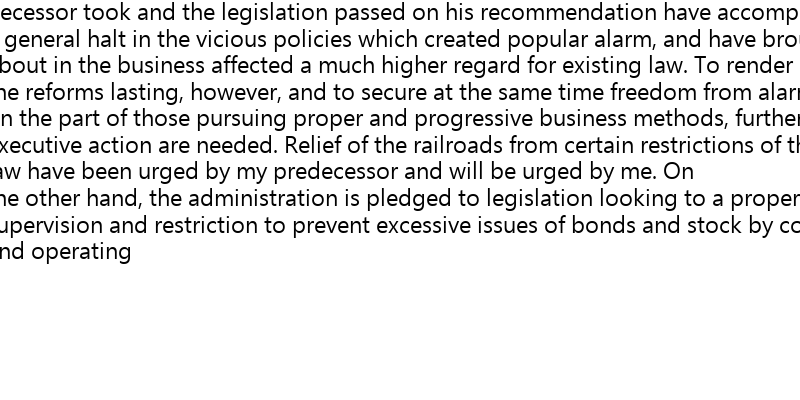 ecessor took and the legislation passed on his recommendation have accomp
general halt in the vicious policies which created popular alarm, and have bro
bout in the business affected a much higher regard for existing law. To render
he reforms lasting, however, and to secure at the same time freedom from alar
n the part of those pursuing proper and progressive business methods, further
xecutive action are needed. Relief of the railroads from certain restrictions of th
aw have been urged by my predecessor and will be urged by me. On
he other hand, the administration is pledged to legislation looking to a proper
upervision and restriction to prevent excessive issues of bonds and stock by co
nd operating